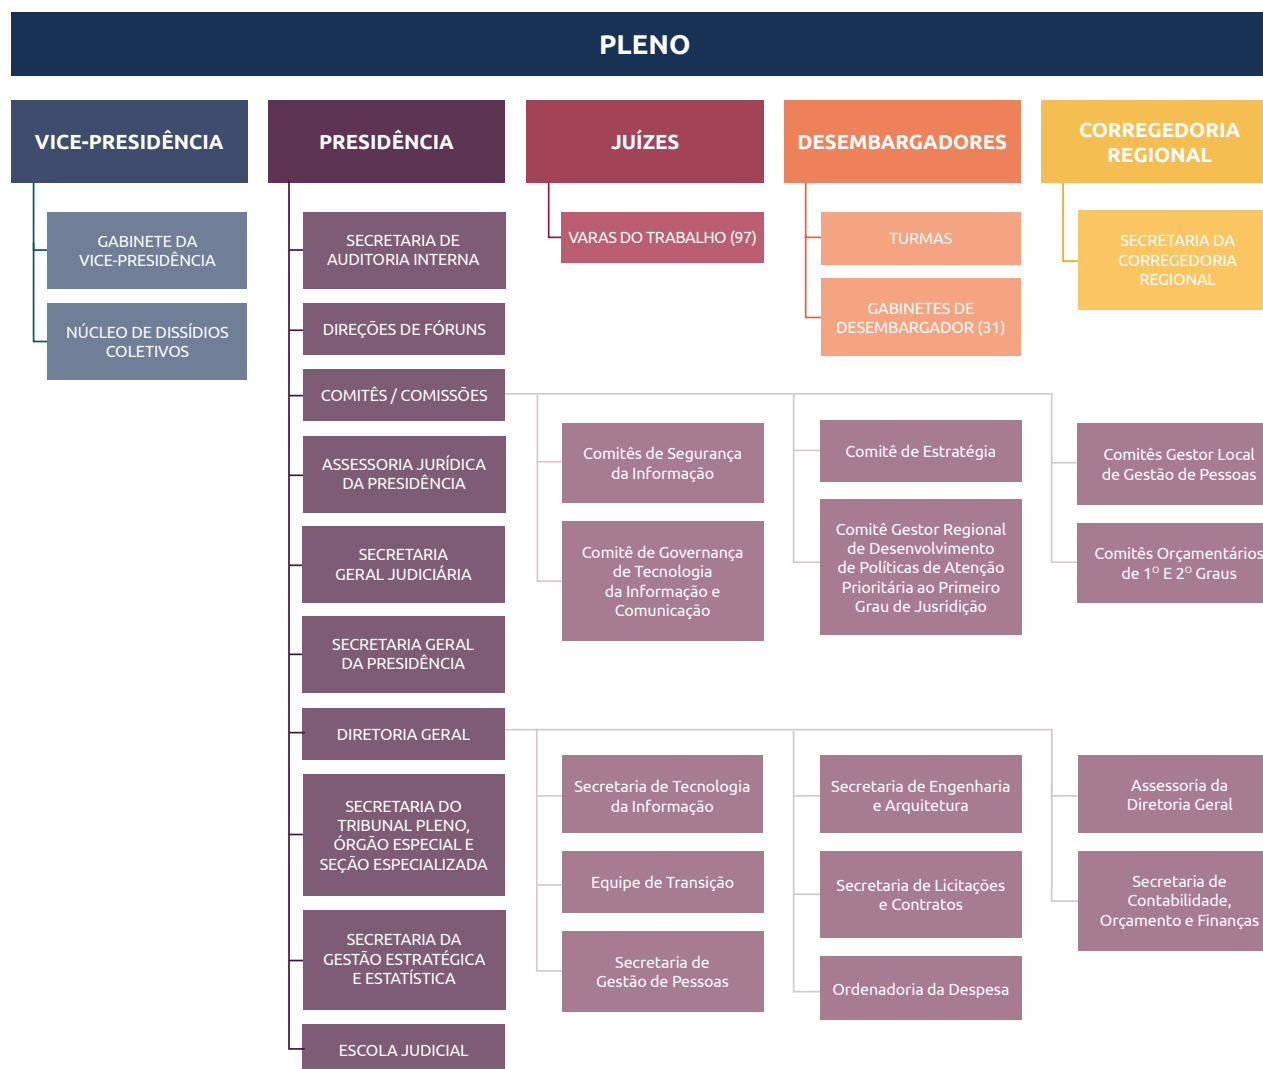 PLENO
VICE-PRESIDÊNCIA
GABINETE DA
VICE-PRESIDÊNCIA
NÚCLEO DE DISSÍDIOS
COLETIVOS
PRESIDÊNCIA
SECRETARIA DE
AUDITORIA INTERNA
DIREÇÕES DE FÓRUNS
COMITÊS / COMISSÕES
Comitês de Segurança
da Informação
Comitê de Governança
de Tecnologia
da Informação e
Comunicação
Comitê de Estratégia
Comitê Gestor Regional
de Desenvolvimento
de Políticas de Atenção
Prioritária ao Primeiro
Grau de Jusridição
Comitês Gestor Local
de Gestão de Pessoas
Comitês Orçamentários
de 1º E 2º Graus
ASSESSORIA JURÍDICA
DA PRESIDÊNCIA
SECRETARIA
GERAL JUDICIÁRIA
SECRETARIA GERAL
DA PRESIDÊNCIA
DIRETORIA GERAL
Secretaria de Tecnologia
da Informação
Equipe de Transição
Secretaria de
Gestão de Pessoas
Secretaria de Engenharia
e Arquitetura
Secretaria de Licitações
e Contratos
Ordenadoria da Despesa
Assessoria da
Diretoria Geral
Secretaria de
Contabilidade,
Orçamento e Finanças
SECRETARIA DO
TRIBUNAL PLENO,
ÓRGÃO ESPECIAL E
SEÇÃO ESPECIALIZADA
SECRETARIA DA
GESTÃO ESTRATÉGICA
E ESTATÍSTICA
ESCOLA JUDICIAL
JUÍZES
VARAS DO TRABALHO (97)
DESEMBARGADORES
TURMAS
GABINETES DE
DESEMBARGADOR (31)
CORREGEDORIA
REGIONAL
SECRETARIA DA
CORREGEDORIA
REGIONAL